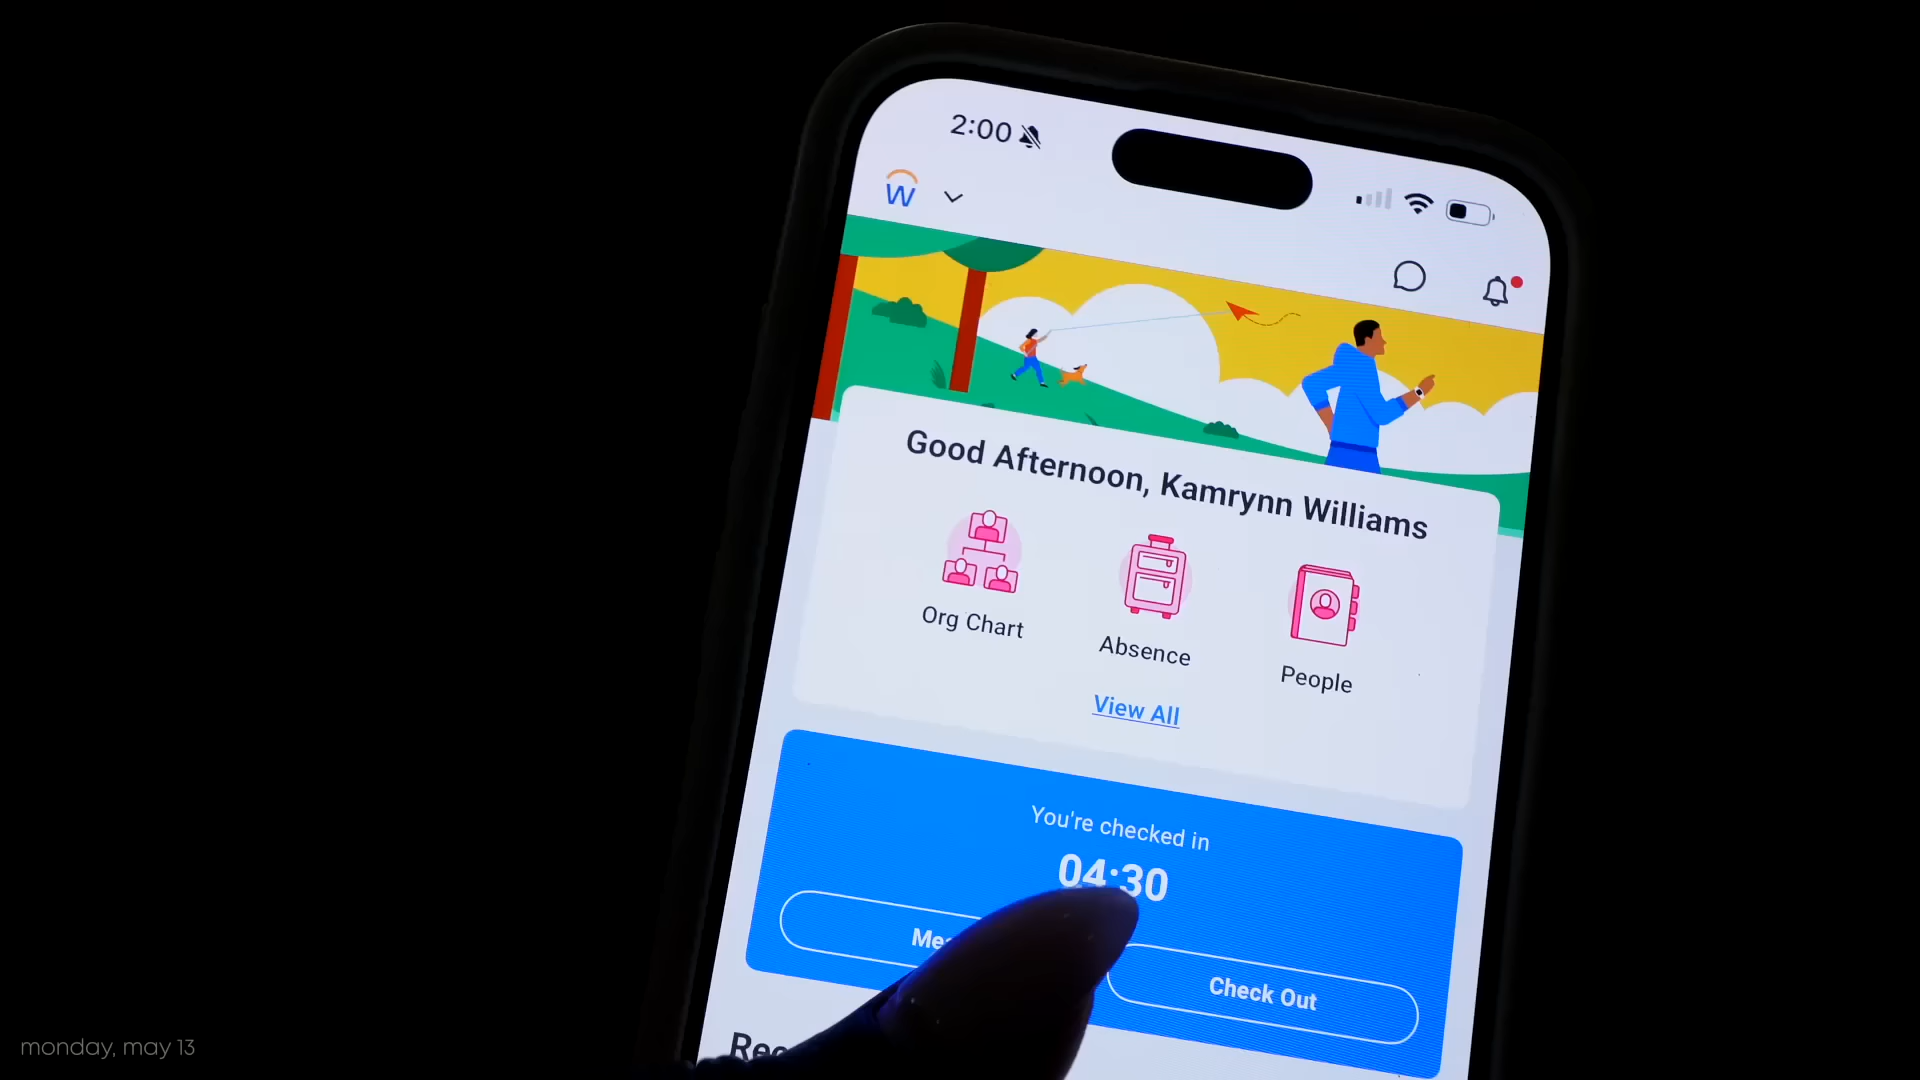 2:00
W
Good Afternoon, Kamrynn Williams
Org Chart
Absence
People
View All
You're checked in
04:30
Check Out
monday, may 13